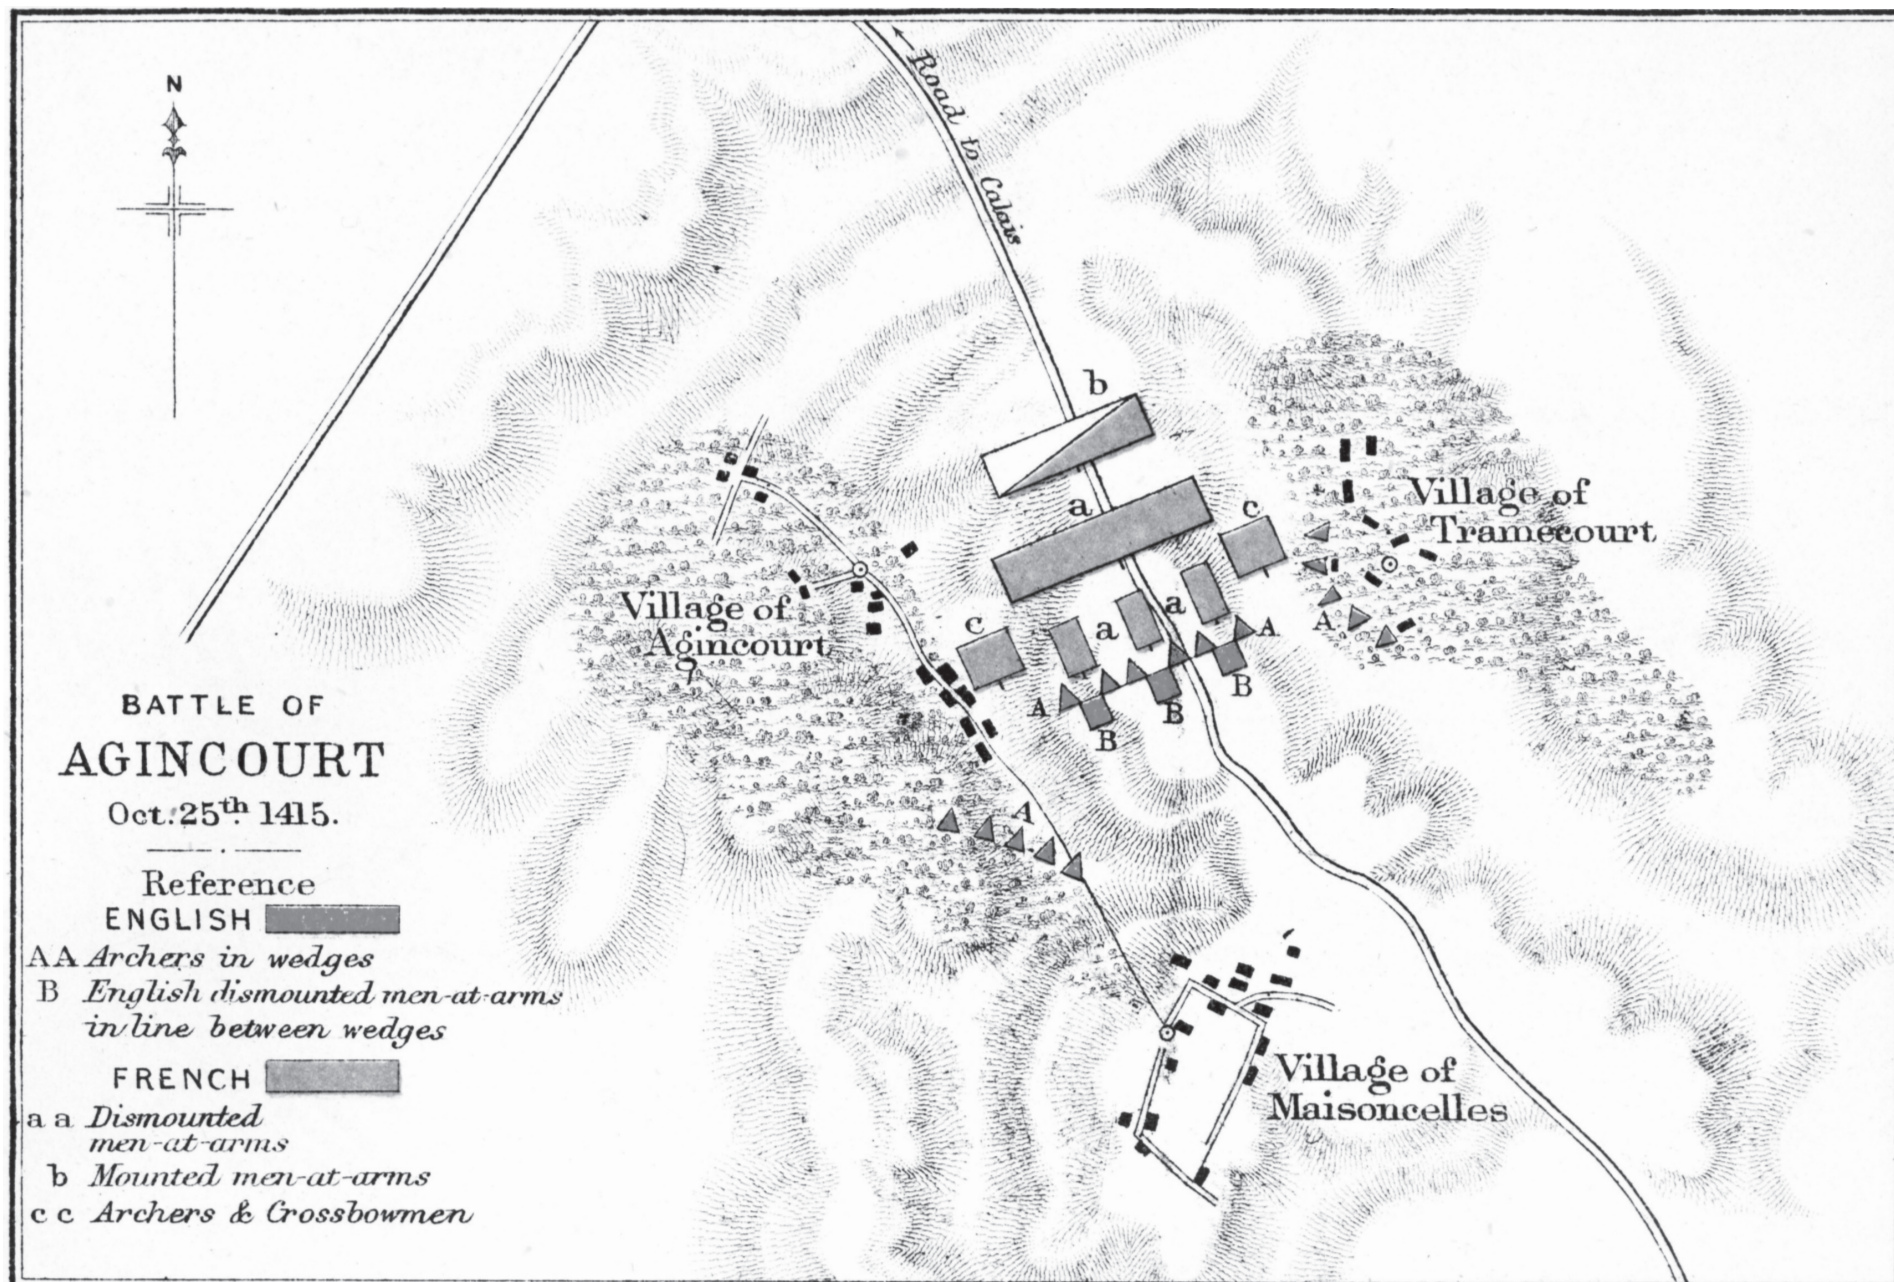 N
Road to Calais
b
a
c
Village of
Tramecourt
Village of
Agincourt
c
a
a
A
A
A
B
B
B
A
BATTLE OF
AGINCOURT
Oct. 25th 1415.
Reference
ENGLISH
AA Archers in wedges
B English dismounted men-at-arms
in line between wedges
FRENCH
a a Dismounted
men-at-arms
b Mounted men-at-arms
c c Archers & Crossbowmen
Village of
Maisoncelles